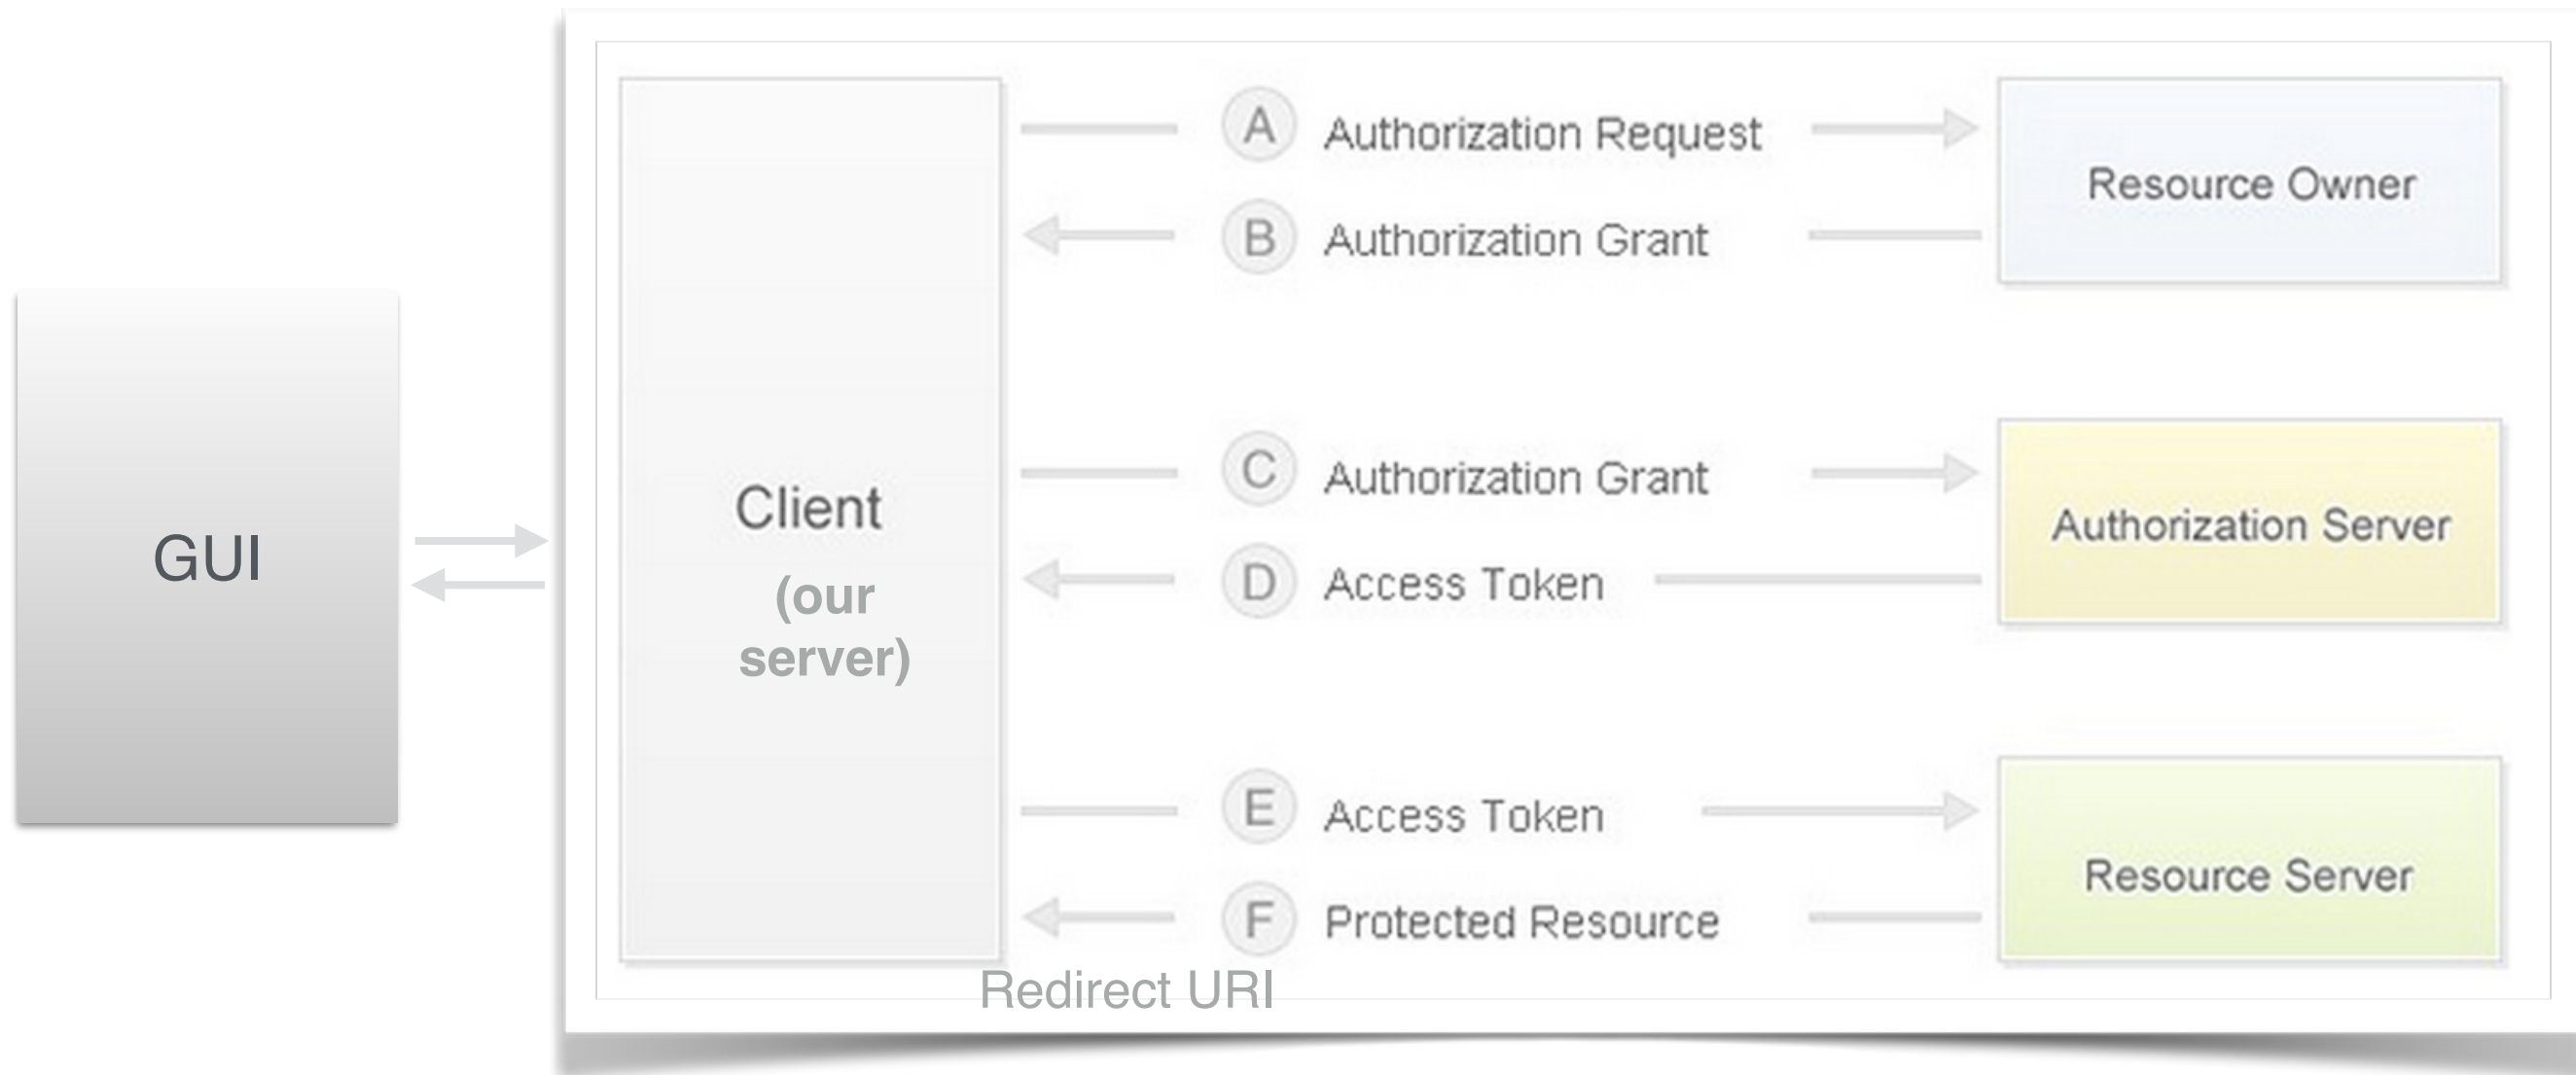 GUI
Client
(our
server)
A Authorization Request
B Authorization Grant
C Authorization Grant
D Access Token
E Access Token
F Protected Resource
Resource Owner
Authorization Server
Resource Server
Redirect URI